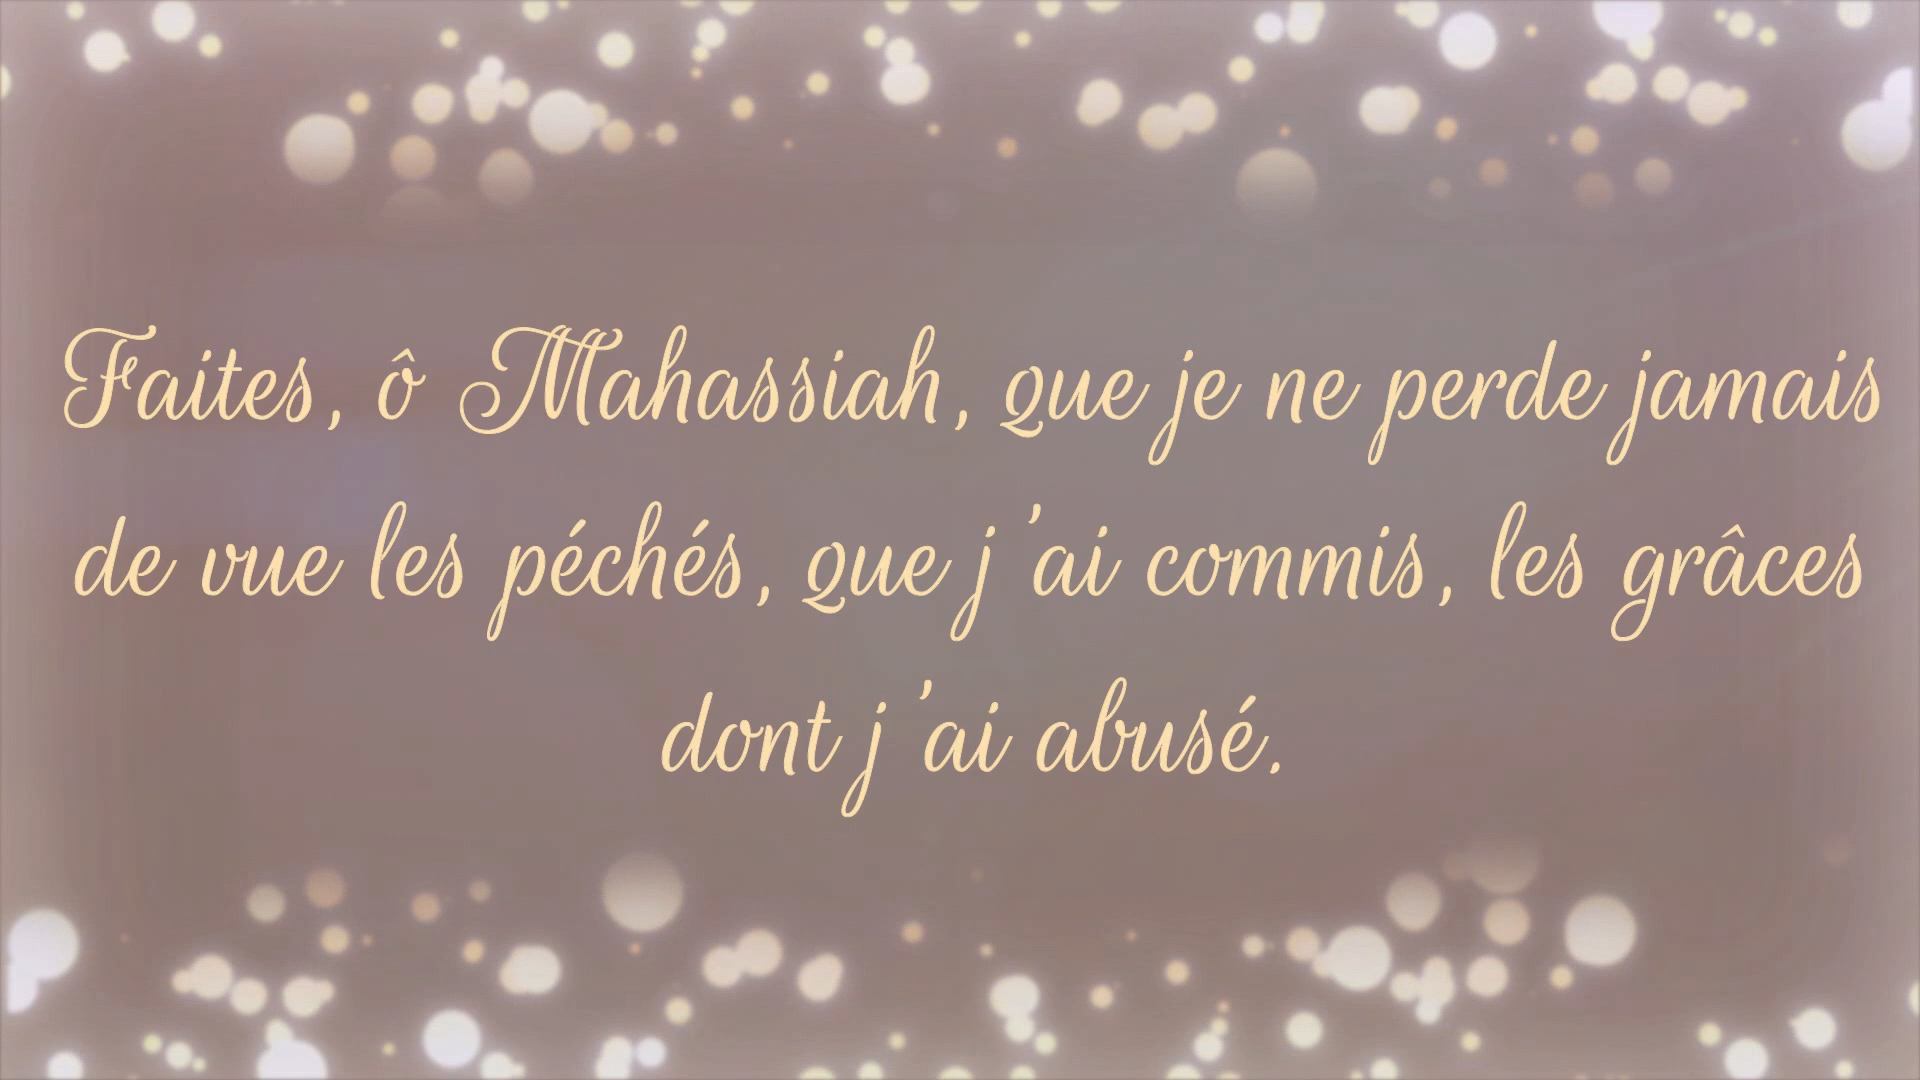 Faites, ô Mahassiah, que je ne perde jamais
de vue les péchés, que j'ai commis, les grâces
dont j'ai abusé.